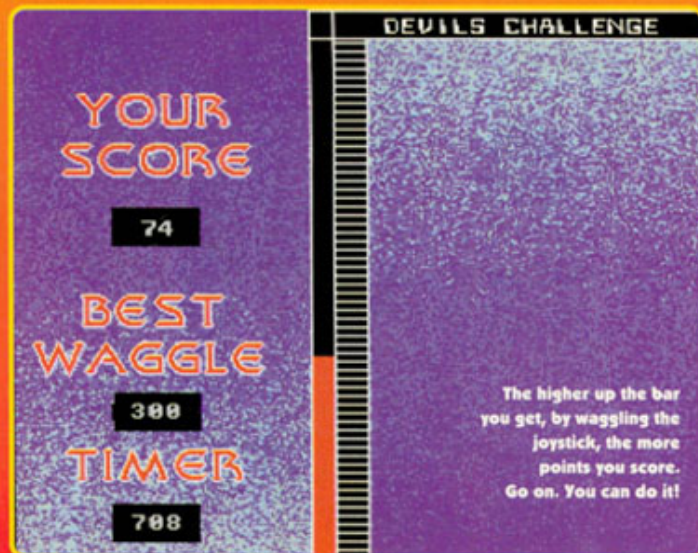 DEVILS CHALLENGE
YOUR
SCORE
74
BEST
WAGGLE
300
TIMER
708
The higher up the bar
you get, by waggling the
joystick, the more
points you score.
Go on. You can do it!